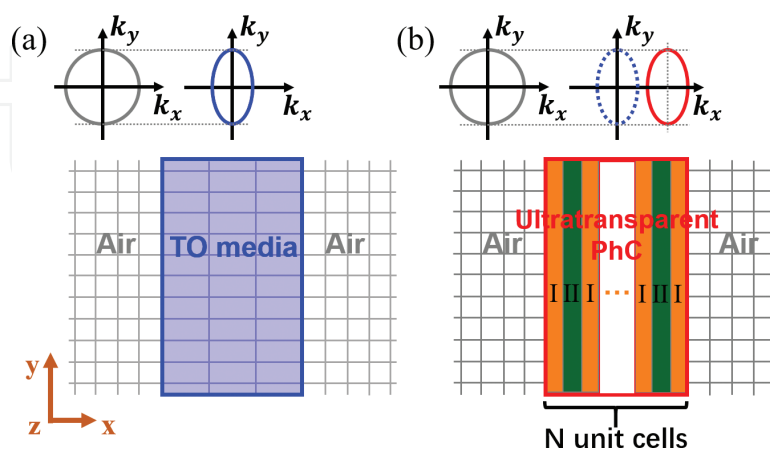 (a)
k_y
k_y
k_x
k_x
Air
TO media
Air
y
z
x
(b)
k_y
k_y
k_x
k_x
Air
Ultratransparent
PhC
Air
I II I ··· I II I
N unit cells